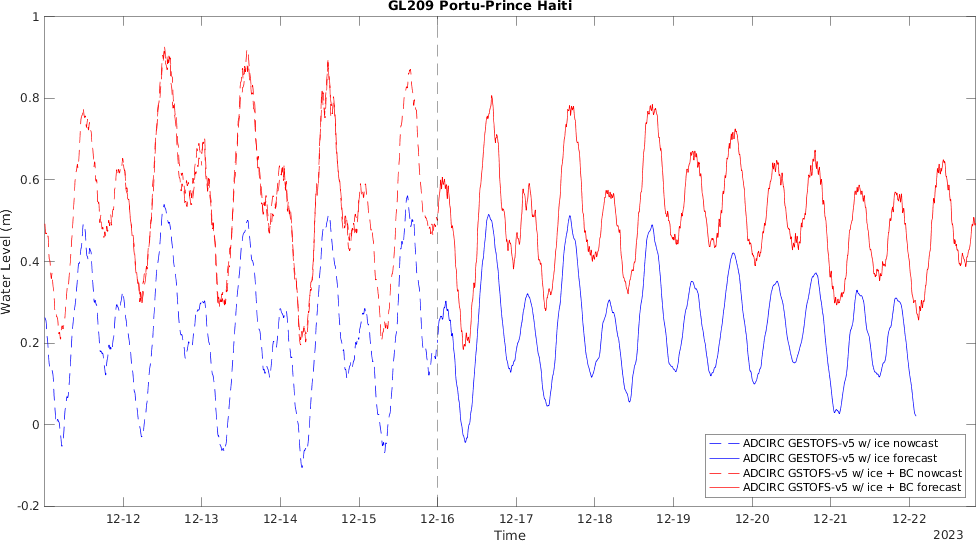 GL209 Portu-Prince Haiti
1
0.8
0.6
0.4
0.2
0
-0.2
Water Level (m)
12-12 12-13 12-14 12-15 12-16 12-17 12-18 12-19 12-20 12-21 12-22
Time
2023
ADCIRC GESTOFS-v5 w/ ice nowcast
ADCIRC GESTOFS-v5 w/ ice forecast
ADCIRC GSTOFS-v5 w/ ice + BC nowcast
ADCIRC GSTOFS-v5 w/ ice + BC forecast